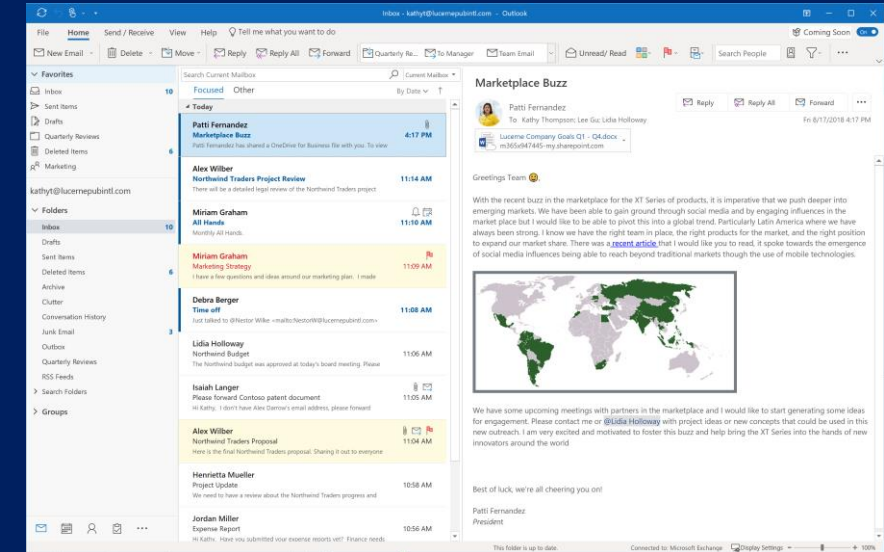 Inbox - kathyt@lucernepubintl.com - Outlook
File Home Send / Receive View Help Tell me what you want to do
Coming Soon On
New Email Delete Move Reply Reply All Forward Quarterly Re... To Manager Team Email Unread/ Read Search People
Favorites
Inbox 10
Sent Items
Drafts
Quarterly Reviews
Deleted Items 6
Marketing
kathyt@lucernepubintl.com
Folders
Inbox 10
Drafts
Sent Items
Deleted Items 6
Archive
Clutter
Conversation History
Junk Email 3
Outbox
Quarterly Reviews
RSS Feeds
Search Folders
Groups
Search Current Mailbox Current Mailbox
Focused Other By Date
Today
Patti Fernandez
Marketplace Buzz 4:17 PM
Patti Fernandez has shared a OneDrive for Business file with you. To view
Alex Wilber
Northwind Traders Project Review 11:14 AM
There will be a detailed legal review of the Northwind Traders project
Miriam Graham
All Hands 11:10 AM
Monthly All Hands.
Miriam Graham
Marketing Strategy 11:09 AM
I have a few questions and ideas around our marketing plan. I made
Debra Berger
Time off 11:08 AM
Just talked to @Nestor Wilke <mailto:NestorW@lucernepubintl.com>
Lidia Holloway
Northwind Budget 11:06 AM
The Northwind budget was approved at today's board meeting. Please
Isaiah Langer
Please forward Contoso patent document 11:05 AM
Hi Kathy. I don't have Alex Darrow's email address, please forward
Alex Wilber
Northwind Traders Proposal 11:04 AM
Here is the final Northwind Traders proposal. Sharing it out to everyone
Henrietta Mueller
Project Update 10:58 AM
We need to have a review about the Northwind Traders progress and
Jordan Miller
Expense Report 10:56 AM
Hi Kathy. Have you submitted your expense reports yet? Finance needs
Marketplace Buzz
Patti Fernandez
To Kathy Thompson; Lee Gu; Lidia Holloway
Reply Reply All Forward
Fri 8/17/2018 4:17 PM
Lucerne Company Goals Q1 - Q4.docx
m365x947445-my.sharepoint.com
Greetings Team 😉,
With the recent buzz in the marketplace for the XT Series of products, it is imperative that we push deeper into
emerging markets. We have been able to gain ground through social media and by engaging influences in the
market place but I would like to be able to pivot this into a global trend. Particularly Latin America where we have
always been strong. I know we have the right team in place, the right products for the market, and the right position
to expand our market share. There was a recent article that I would like you to read, it spoke towards the emergence
of social media influences being able to reach beyond traditional markets though the use of mobile technologies.
We have some upcoming meetings with partners in the marketplace and I would like to start generating some ideas
for engagement. Please contact me or @Lidia Holloway with project ideas or new concepts that could be used in this
new outreach. I am very excited and motivated to foster this buzz and help bring the XT Series into the hands of new
innovators around the world
Best of luck, we're all cheering you on!
Patti Fernandez
President
This folder is up to date. Connected to: Microsoft Exchange Display Settings 100%